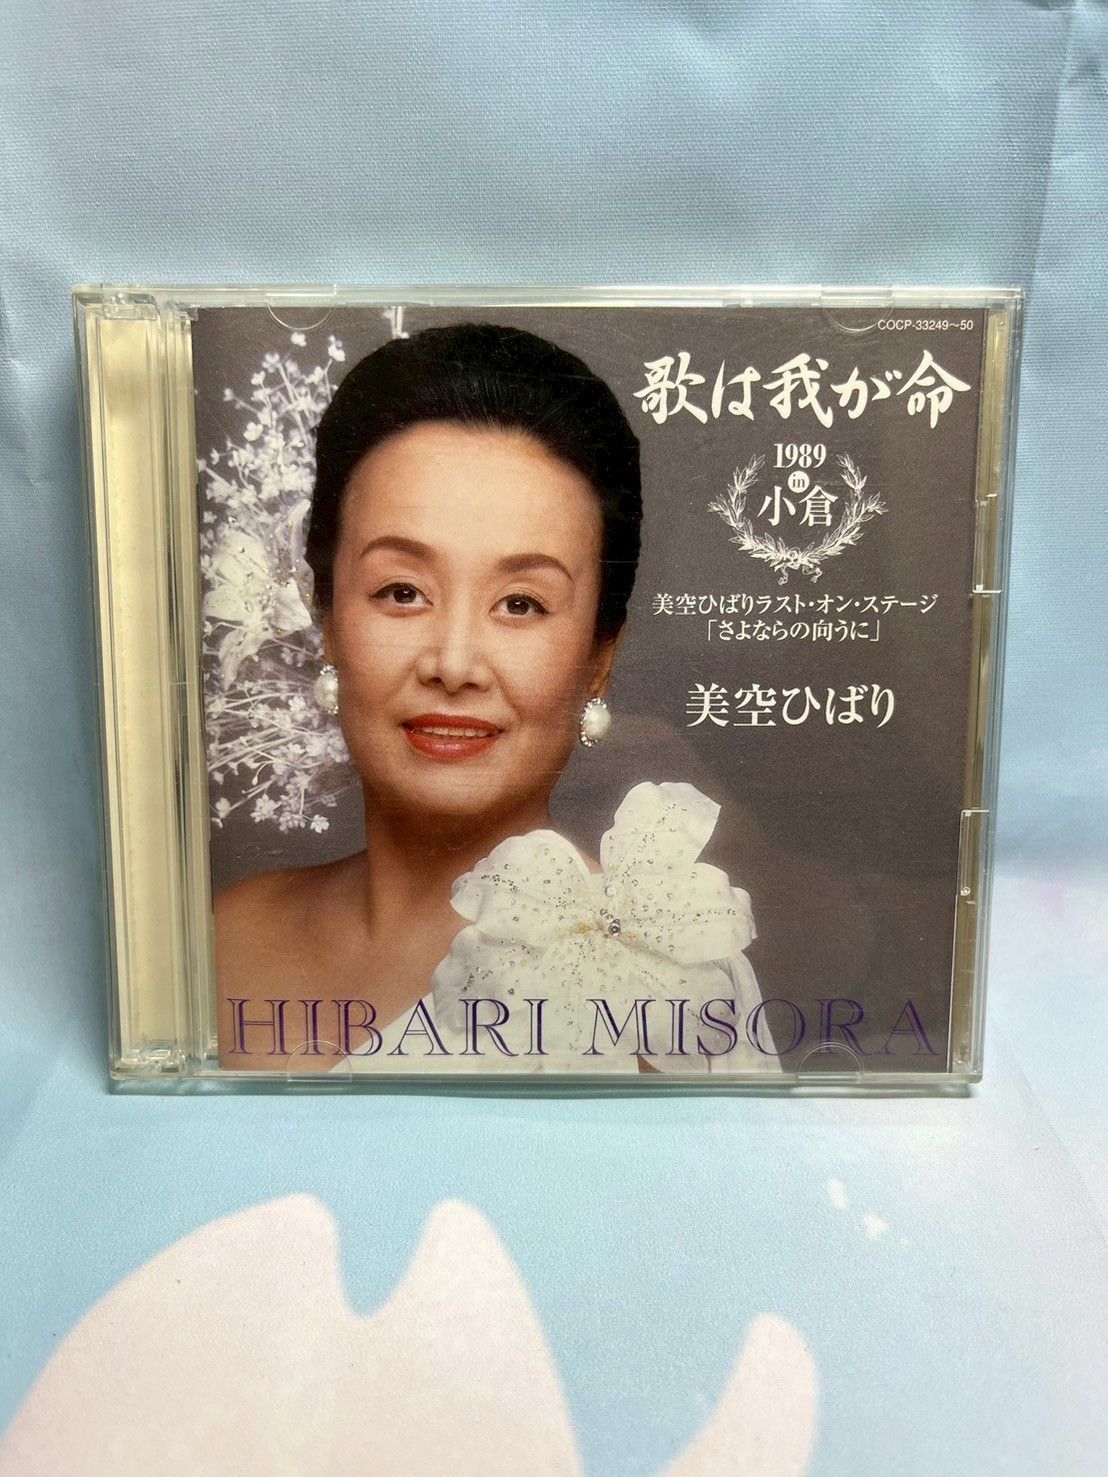 COCP-33249〜50
歌は我が命
1989
in
小倉
美空ひばりラスト・オン・ステージ
「さよならの向うに」
美空ひばり
HIBARI MISORA